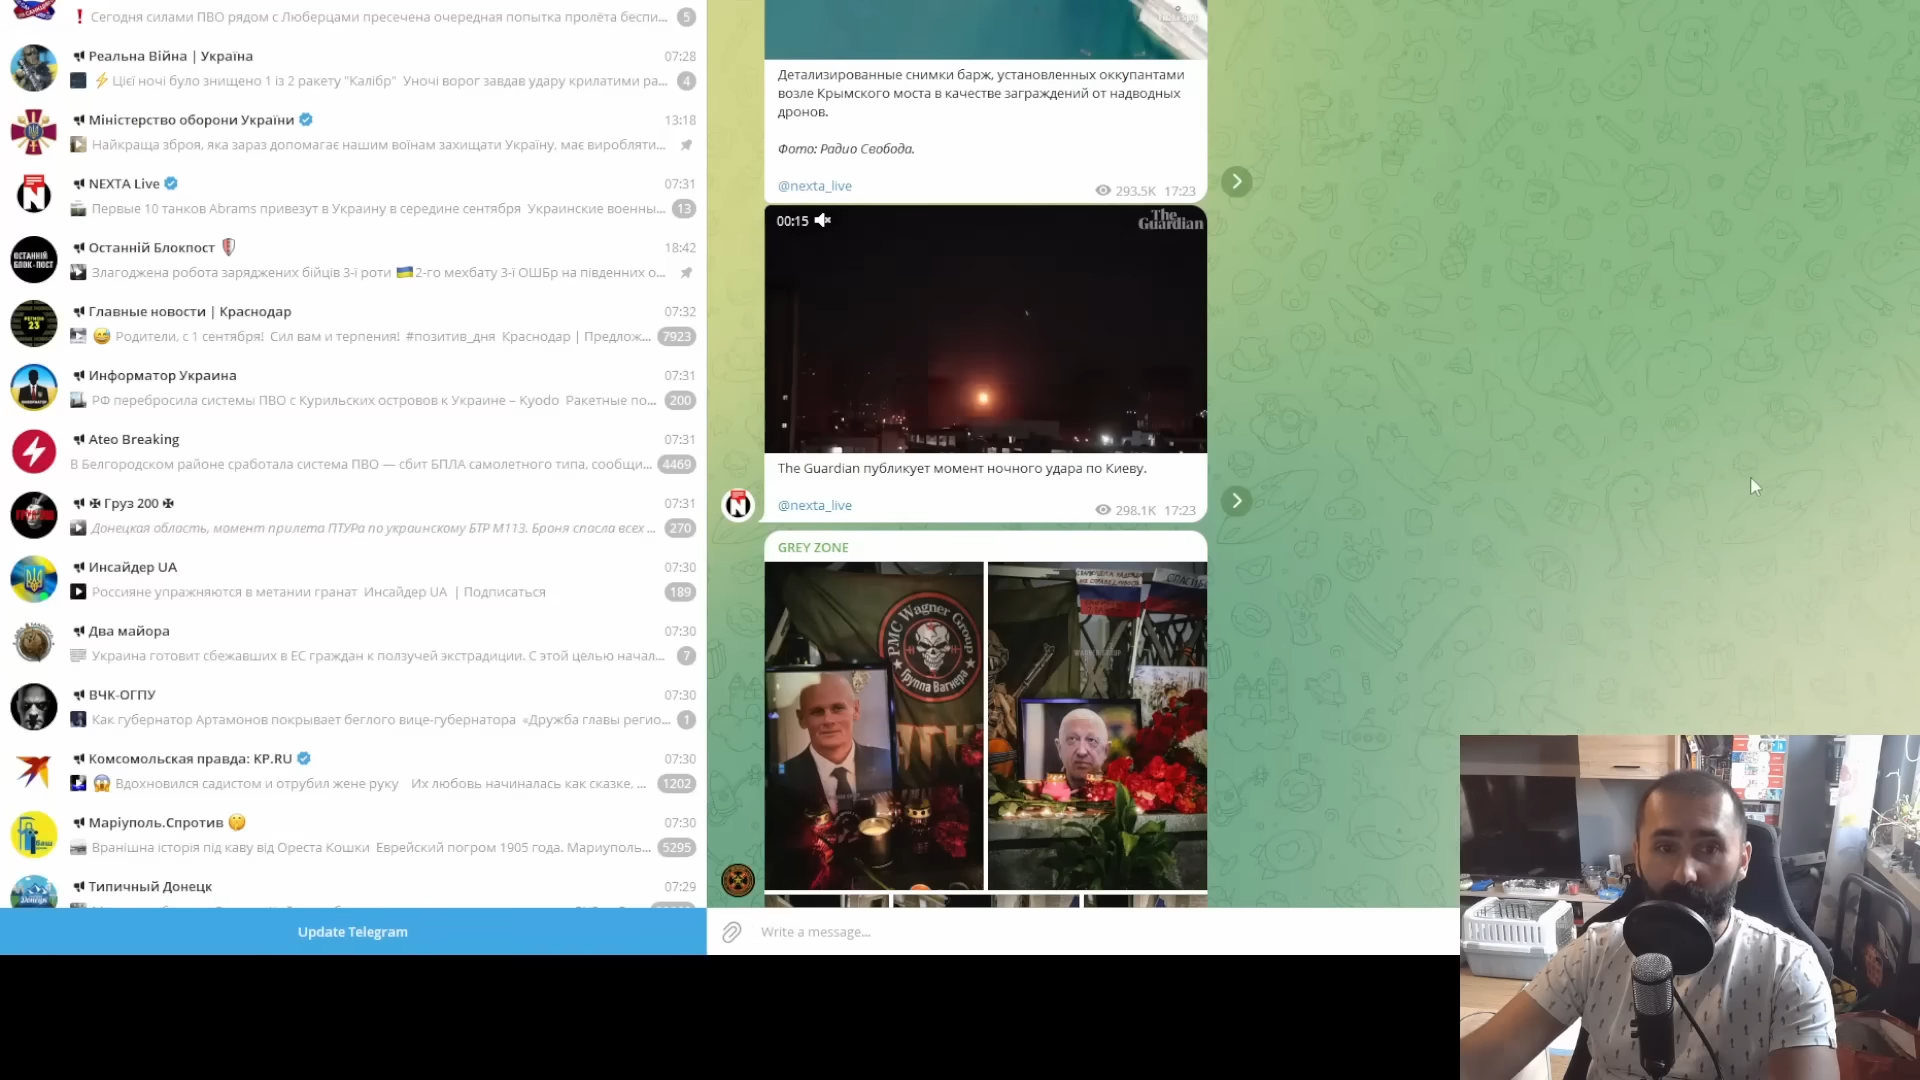 ❗ Сегодня силами ПВО рядом с Люберцами пресечена очередная попытка пролёта беспи... 5
Реальна Війна | Україна 07:28
⚡ Цієї ночі було знищено 1 із 2 ракету "Калібр" Уночі ворог завдав удару крилатими ра... 4
Міністерство оборони України 13:18
Найкраща зброя, яка зараз допомагає нашим воїнам захищати Україну, має виробляти...
NEXTA Live 07:31
Первые 10 танков Abrams привезут в Украину в середине сентября Украинские военны... 13
ОСТАННІЙ БЛОК-ПОСТ
Останній Блокпост 18:42
Злагоджена робота заряджених бійців 3-ї роти 🇺🇦2-го мехбату 3-ї ОШБр на південних о...
23
Главные новости | Краснодар 07:32
😅 Родители, с 1 сентября! Сил вам и терпения! #позитив_дня Краснодар | Предлож... 7923
Информатор Украина 07:31
РФ перебросила системы ПВО с Курильских островов к Украине – Kyodo Ракетные по... 200
Ateo Breaking 07:31
В Белгородском районе сработала система ПВО — сбит БПЛА самолетного типа, сообщи... 4469
✠ Груз 200 ✠ 07:31
Донецкая область, момент прилета ПТУРа по украинскому БТР М113. Броня спасла всех ... 270
Инсайдер UA 07:30
Россияне упражняются в метании гранат Инсайдер UA | Подписаться 189
Два майора 07:30
Украина готовит сбежавших в ЕС граждан к ползучей экстрадиции. С этой целью начал... 7
ВЧК-ОГПУ 07:30
Как губернатор Артамонов покрывает беглого вице-губернатора «Дружба главы регио... 1
Комсомольская правда: KP.RU 07:30
😱 Вдохновился садистом и отрубил жене руку Их любовь начиналась как сказке, ... 1202
Маріуполь.Спротив 🤫 07:30
Вранішна історія під каву від Ореста Кошки Еврейский погром 1905 года. Мариуполь... 5295
Типичный Донецк 07:29
Update Telegram
Детализированные снимки барж, установленных оккупантами
возле Крымского моста в качестве заграждений от надводных
дронов.
Фото: Радио Свобода.
@nexta_live 293.5K 17:23
00:15
The
Guardian
The Guardian публикует момент ночного удара по Киеву.
@nexta_live 298.1K 17:23
GREY ZONE
PMC Wagner Group
Группа Вагнера
WAGNER GROUP
Write a message...